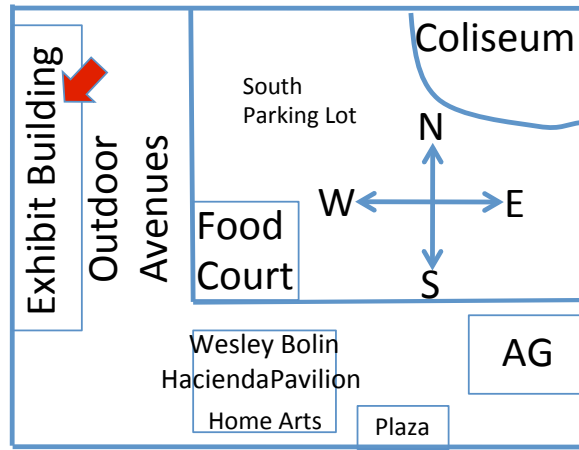 Exhibit Building
Outdoor
Avenues
South
Parking Lot
Coliseum
N
W
E
S
Food
Court
Wesley Bolin
HaciendaPavilion
Home Arts
Plaza
AG